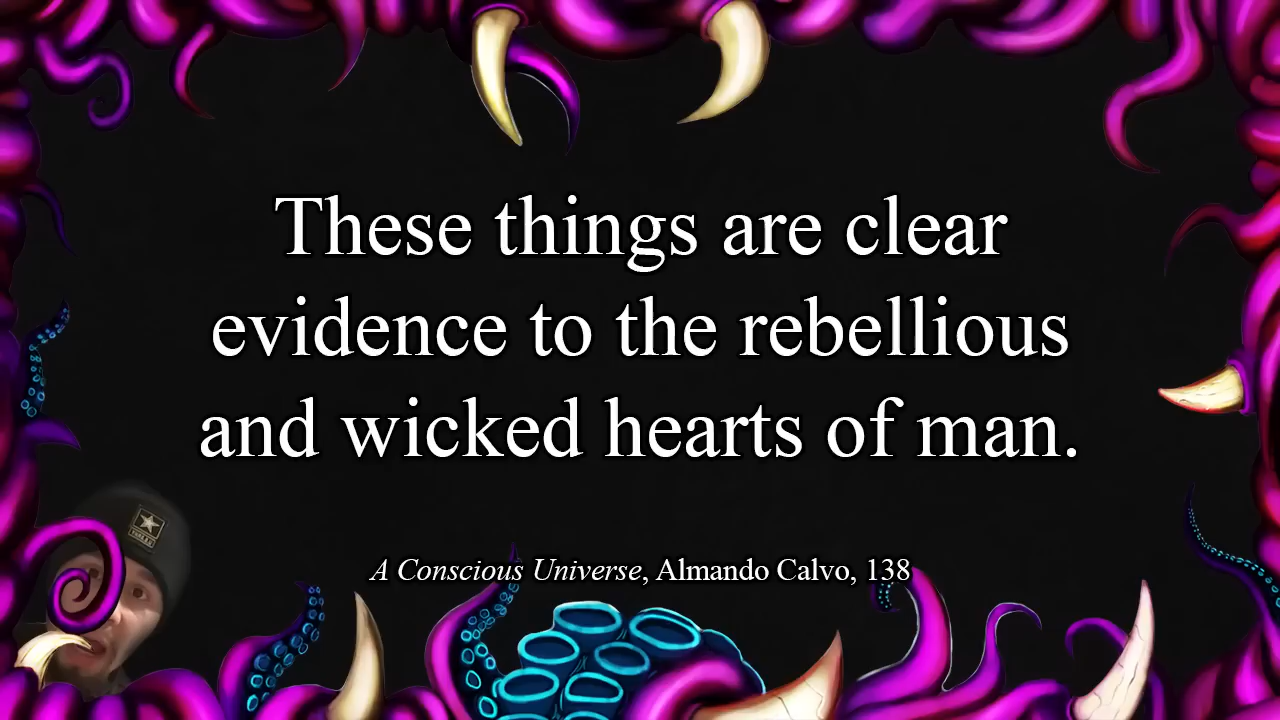 These things are clear
evidence to the rebellious
and wicked hearts of man.
A Conscious Universe, Almando Calvo, 138